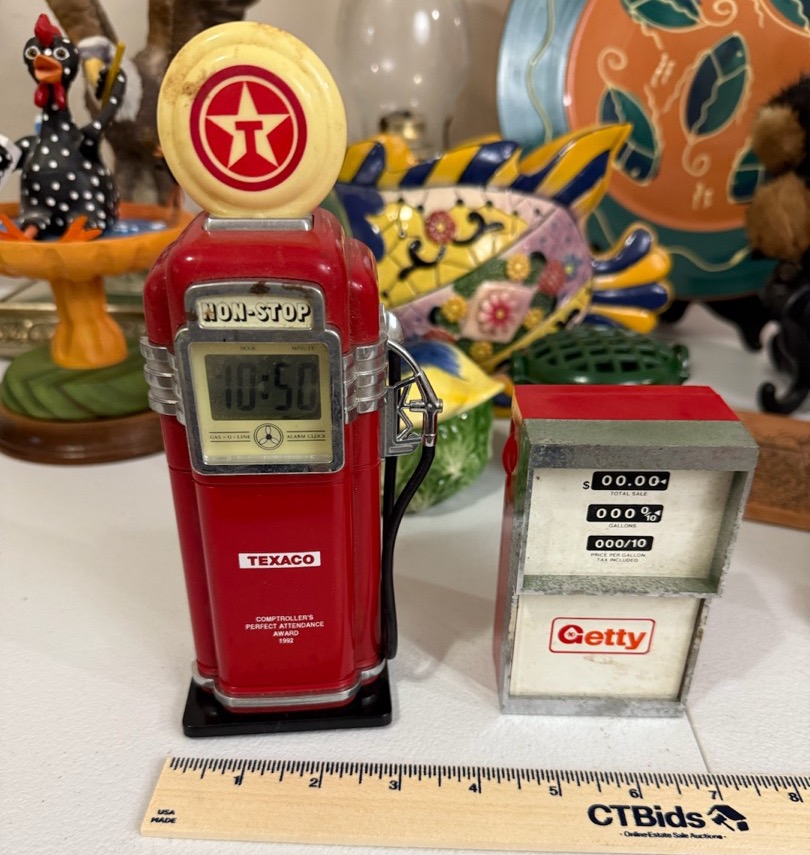 T
NON-STOP
HOUR MINUTE
10:50
GAS-O-LINE ALARM CLOCK
TEXACO
COMPTROLLER'S
PERFECT ATTENDANCE
AWARD
1992
$ 00.00
TOTAL SALE
000 9/10
GALLONS
000/10
PRICE PER GALLON
TAX INCLUDED
Getty
1 2 3 4 5 6 7 8
USA
MADE
CTBids
- Online Estate Sale Auctions -